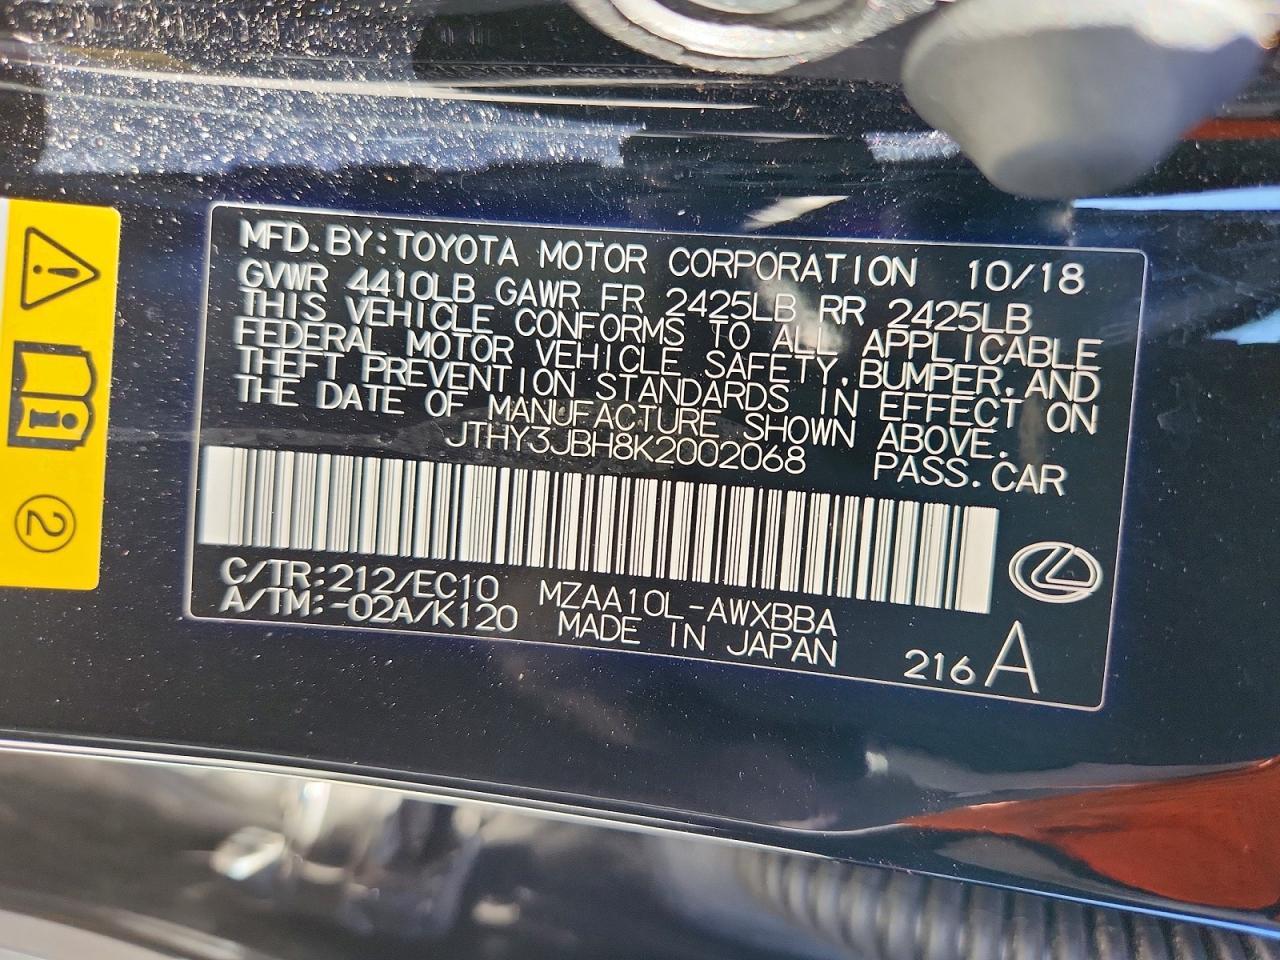 MFD.BY:TOYOTA MOTOR CORPORATION 10/18
GVWR 4410LB GAWR FR 2425LB RR 2425LB
THIS VEHICLE CONFORMS TO ALL APPLICABLE
FEDERAL MOTOR VEHICLE SAFETY,BUMPER,AND
THEFT PREVENTION STANDARDS IN EFFECT ON
THE DATE OF MANUFACTURE SHOWN ABOVE.
JTHY3JBH8K2002068 PASS.CAR
C/TR:212/EC10 MZAA10L-AWXBBA
A/TM:-02A/K120 MADE IN JAPAN
216A
2